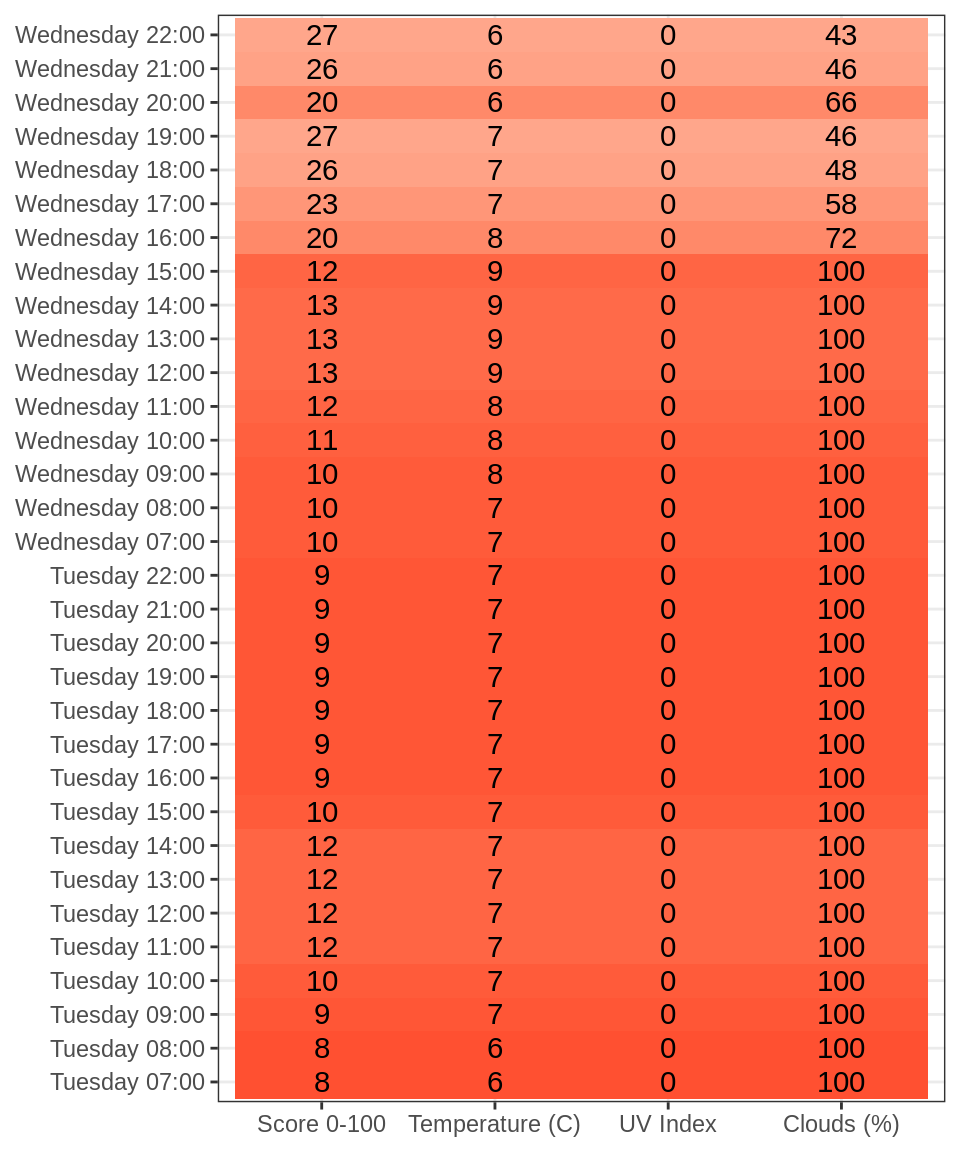 Wednesday 22:00 27 6 0 43
Wednesday 21:00 26 6 0 46
Wednesday 20:00 20 6 0 66
Wednesday 19:00 27 7 0 46
Wednesday 18:00 26 7 0 48
Wednesday 17:00 23 7 0 58
Wednesday 16:00 20 8 0 72
Wednesday 15:00 12 9 0 100
Wednesday 14:00 13 9 0 100
Wednesday 13:00 13 9 0 100
Wednesday 12:00 13 9 0 100
Wednesday 11:00 12 8 0 100
Wednesday 10:00 11 8 0 100
Wednesday 09:00 10 8 0 100
Wednesday 08:00 10 7 0 100
Wednesday 07:00 10 7 0 100
Tuesday 22:00 9 7 0 100
Tuesday 21:00 9 7 0 100
Tuesday 20:00 9 7 0 100
Tuesday 19:00 9 7 0 100
Tuesday 18:00 9 7 0 100
Tuesday 17:00 9 7 0 100
Tuesday 16:00 9 7 0 100
Tuesday 15:00 10 7 0 100
Tuesday 14:00 12 7 0 100
Tuesday 13:00 12 7 0 100
Tuesday 12:00 12 7 0 100
Tuesday 11:00 12 7 0 100
Tuesday 10:00 10 7 0 100
Tuesday 09:00 9 7 0 100
Tuesday 08:00 8 6 0 100
Tuesday 07:00 8 6 0 100
Score 0-100 Temperature (C) UV Index Clouds (%)